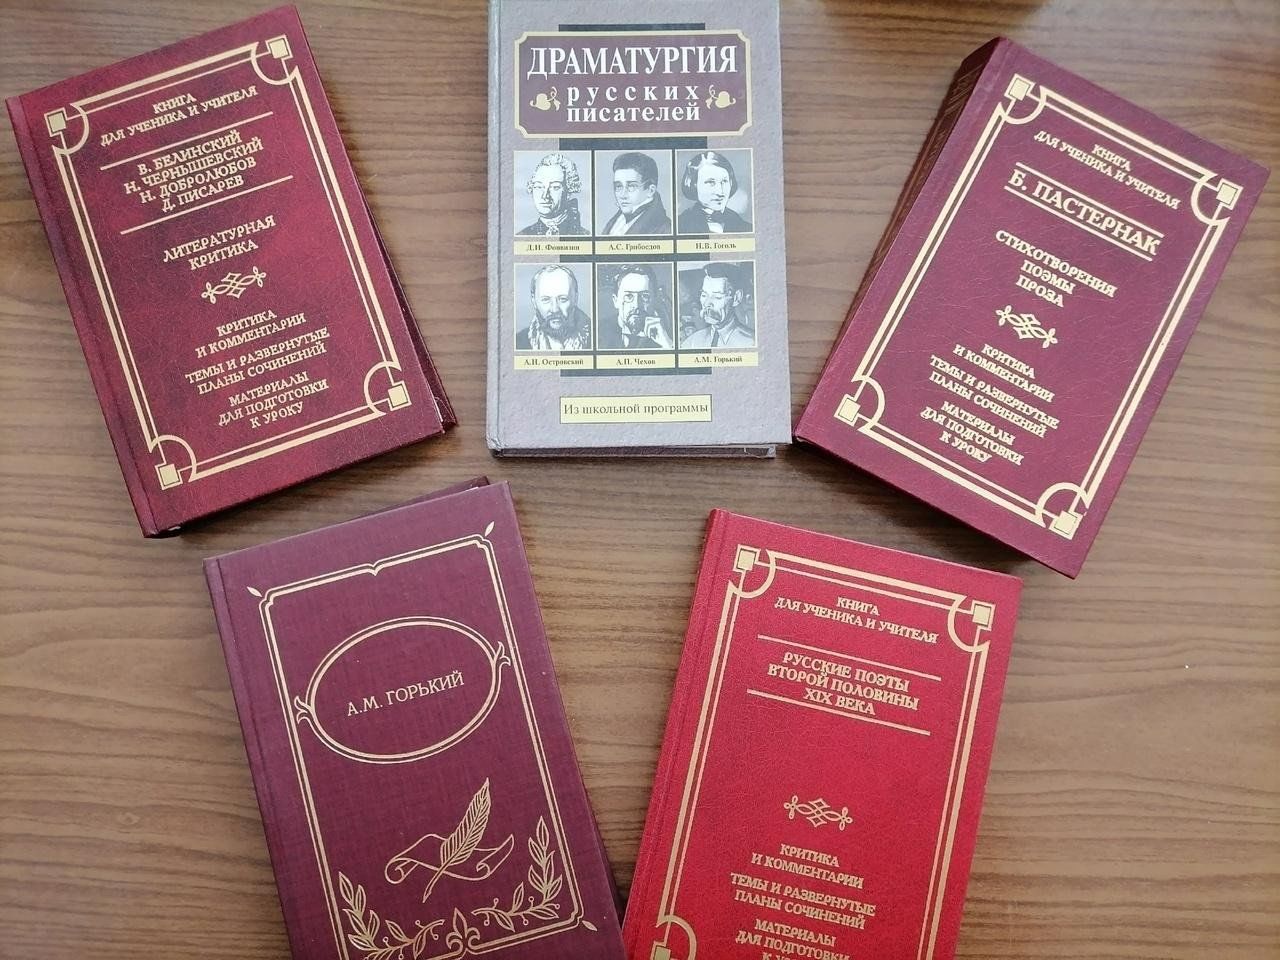 КНИГА
ДЛЯ УЧЕНИКА И УЧИТЕЛЯ
В. БЕЛИНСКИЙ
Н. ЧЕРНЫШЕВСКИЙ
Н. ДОБРОЛЮБОВ
Д. ПИСАРЕВ
ЛИТЕРАТУРНАЯ
КРИТИКА
КРИТИКА
И КОММЕНТАРИИ
ТЕМЫ И РАЗВЕРНУТЫЕ
ПЛАНЫ СОЧИНЕНИЙ
МАТЕРИАЛЫ
ДЛЯ ПОДГОТОВКИ
К УРОКУ
ДРАМАТУРГИЯ
русских
писателей
Д.И. Фонвизин
А.С. Грибоедов
Н.В. Гоголь
А.Н. Островский
А.П. Чехов
А.М. Горький
Из школьной программы
КНИГА
ДЛЯ УЧЕНИКА И УЧИТЕЛЯ
Б. ПАСТЕРНАК
СТИХОТВОРЕНИЯ
ПОЭМЫ
ПРОЗА
КРИТИКА
И КОММЕНТАРИИ
ТЕМЫ И РАЗВЕРНУТЫЕ
ПЛАНЫ СОЧИНЕНИЙ
МАТЕРИАЛЫ
ДЛЯ ПОДГОТОВКИ
К УРОКУ
А.М. ГОРЬКИЙ
КНИГА
ДЛЯ УЧЕНИКА И УЧИТЕЛЯ
РУССКИЕ ПОЭТЫ
ВТОРОЙ ПОЛОВИНЫ
XIX ВЕКА
КРИТИКА
И КОММЕНТАРИИ
ТЕМЫ И РАЗВЕРНУТЫЕ
ПЛАНЫ СОЧИНЕНИЙ
МАТЕРИАЛЫ
ДЛЯ ПОДГОТОВКИ